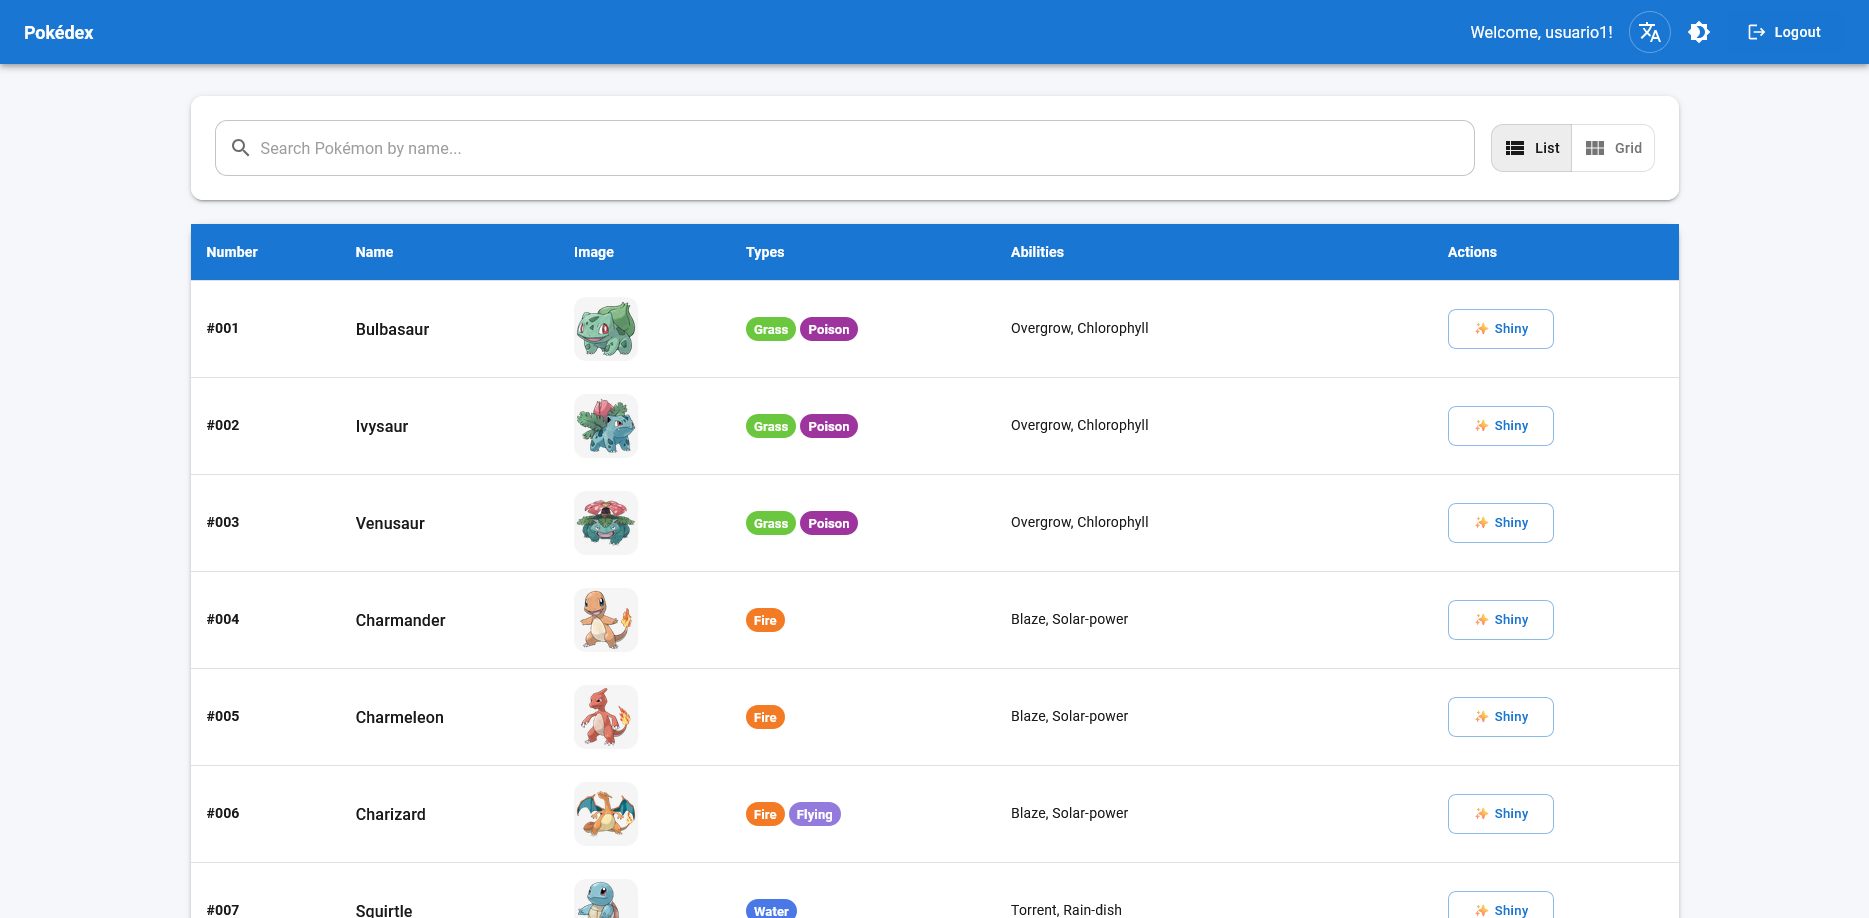 Pokédex
Welcome, usuario1!
Logout
Search Pokémon by name...
List
Grid
Number Name Image Types Abilities Actions
#001 Bulbasaur Grass Poison Overgrow, Chlorophyll ✨ Shiny
#002 Ivysaur Grass Poison Overgrow, Chlorophyll ✨ Shiny
#003 Venusaur Grass Poison Overgrow, Chlorophyll ✨ Shiny
#004 Charmander Fire Blaze, Solar-power ✨ Shiny
#005 Charmeleon Fire Blaze, Solar-power ✨ Shiny
#006 Charizard Fire Flying Blaze, Solar-power ✨ Shiny
#007 Squirtle Water Torrent, Rain-dish ✨ Shiny